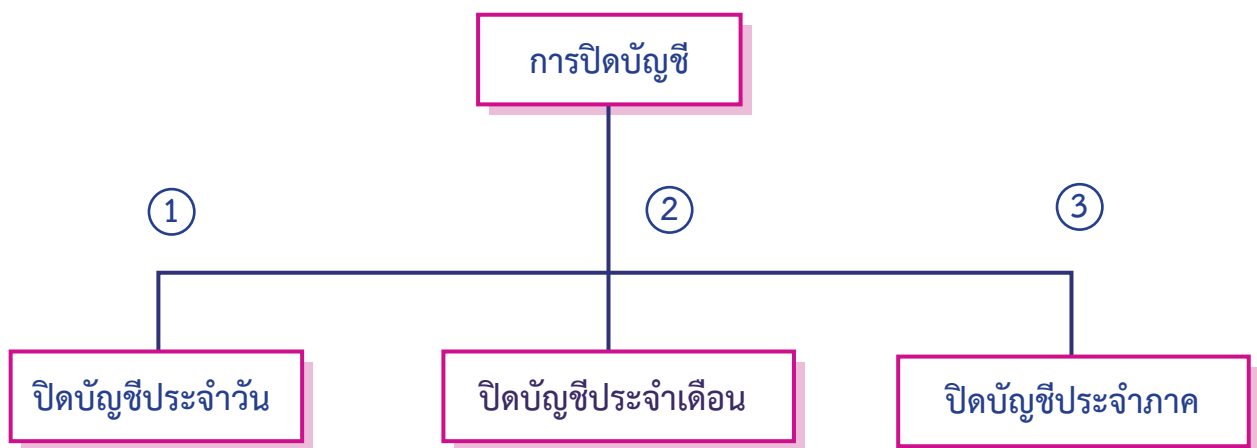 การปิดบัญชี
1
2
3
ปิดบัญชีประจำวัน
ปิดบัญชีประจำเดือน
ปิดบัญชีประจำภาค